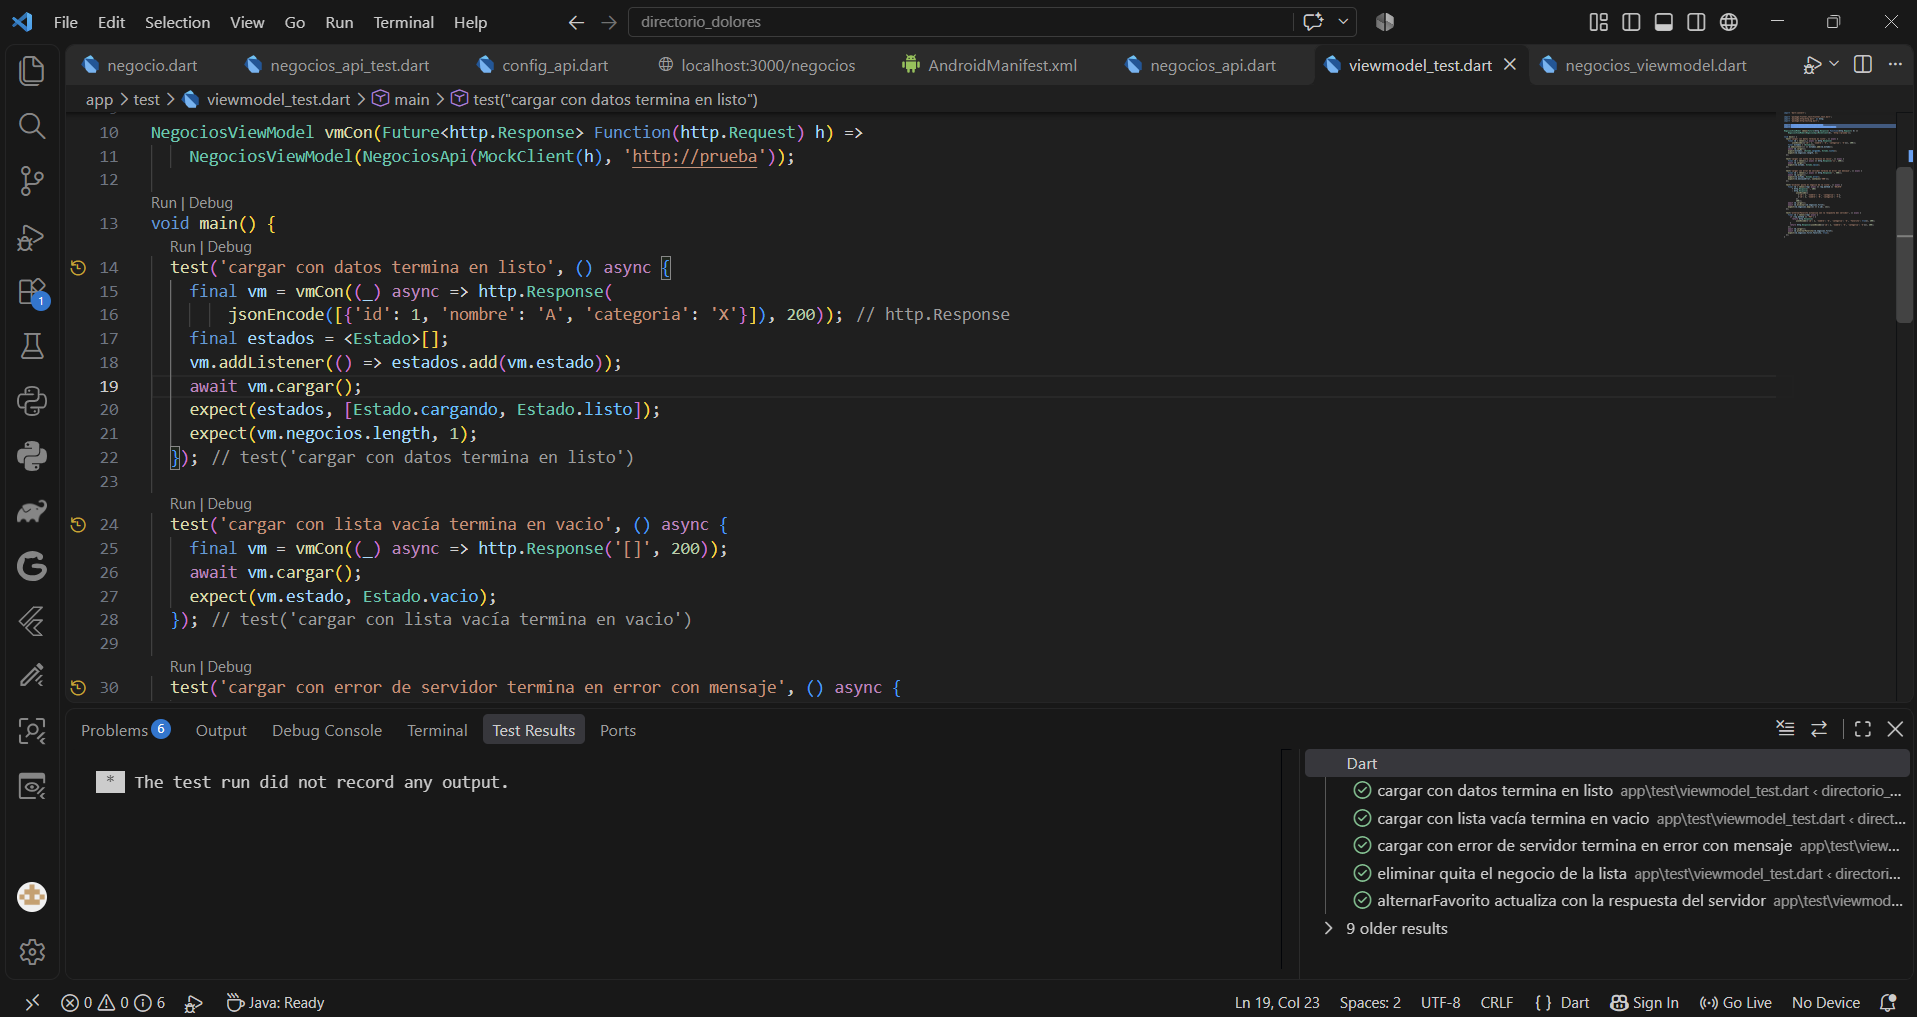 File Edit Selection View Go Run Terminal Help
directorio_dolores
negocio.dart negocios_api_test.dart config_api.dart localhost:3000/negocios AndroidManifest.xml negocios_api.dart viewmodel_test.dart negocios_viewmodel.dart
app > test > viewmodel_test.dart > main > test("cargar con datos termina en listo")
10 NegociosViewModel vmCon(Future<http.Response> Function(http.Request) h) =>
11 NegociosViewModel(NegociosApi(MockClient(h), 'http://prueba'));
12
Run | Debug
13 void main() {
Run | Debug
14 test('cargar con datos termina en listo', () async {
15 final vm = vmCon((_) async => http.Response(
16 jsonEncode([{'id': 1, 'nombre': 'A', 'categoria': 'X'}]), 200)); // http.Response
17 final estados = <Estado>[];
18 vm.addListener(() => estados.add(vm.estado));
19 await vm.cargar();
20 expect(estados, [Estado.cargando, Estado.listo]);
21 expect(vm.negocios.length, 1);
22 }); // test('cargar con datos termina en listo')
23
Run | Debug
24 test('cargar con lista vacía termina en vacio', () async {
25 final vm = vmCon((_) async => http.Response('[]', 200));
26 await vm.cargar();
27 expect(vm.estado, Estado.vacio);
28 }); // test('cargar con lista vacía termina en vacio')
29
Run | Debug
30 test('cargar con error de servidor termina en error con mensaje', () async {
Problems 6 Output Debug Console Terminal Test Results Ports
* The test run did not record any output.
Dart
cargar con datos termina en listo app\test\viewmodel_test.dart ‹ directorio_...
cargar con lista vacía termina en vacio app\test\viewmodel_test.dart ‹ direct...
cargar con error de servidor termina en error con mensaje app\test\view...
eliminar quita el negocio de la lista app\test\viewmodel_test.dart ‹ directori...
alternarFavorito actualiza con la respuesta del servidor app\test\viewmod...
9 older results
0 0 6 Java: Ready Ln 19, Col 23 Spaces: 2 UTF-8 CRLF { } Dart Sign In Go Live No Device